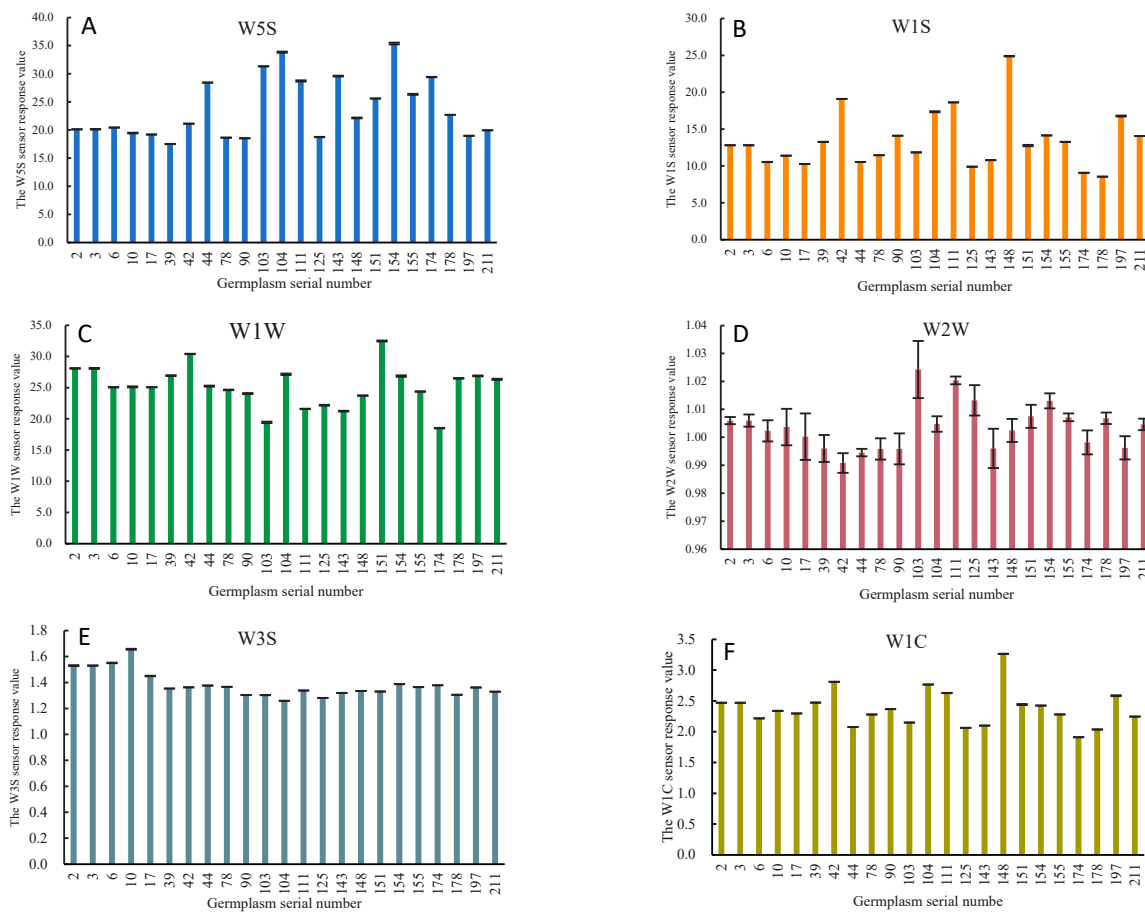 A
W5S
The W5S sensor response value
40.0
35.0
30.0
25.0
20.0
15.0
10.0
5.0
0.0
2 3 6 10 17 39 42 44 78 90 103 104 111 125 143 148 151 154 155 174 178 197 211
Germplasm serial number
B
W1S
The W1S sensor response value
30.0
25.0
20.0
15.0
10.0
5.0
0.0
2 3 6 10 17 39 42 44 78 90 103 104 111 125 143 148 151 154 155 174 178 197 211
Germplasm serial number
C
W1W
The W1W sensor response value
35.0
30.0
25.0
20.0
15.0
10.0
5.0
0.0
2 3 6 10 17 39 42 44 78 90 103 104 111 125 143 148 151 154 155 174 178 197 211
Germplasm serial number
D
W2W
The W2W sensor response value
1.04
1.03
1.02
1.01
1.00
0.99
0.98
0.97
0.96
2 3 6 10 17 39 42 44 78 90 103 104 111 125 143 148 151 154 155 174 178 197 211
Germplasm serial number
E
W3S
The W3S sensor response value
1.8
1.6
1.4
1.2
1.0
0.8
0.6
0.4
0.2
0.0
2 3 6 10 17 39 42 44 78 90 103 104 111 125 143 148 151 154 155 174 178 197 211
Germplasm serial number
F
W1C
The W1C sensor response value
3.5
3.0
2.5
2.0
1.5
1.0
0.5
0.0
2 3 6 10 17 39 42 44 78 90 103 104 111 125 143 148 151 154 155 174 178 197 211
Germplasm serial numbe